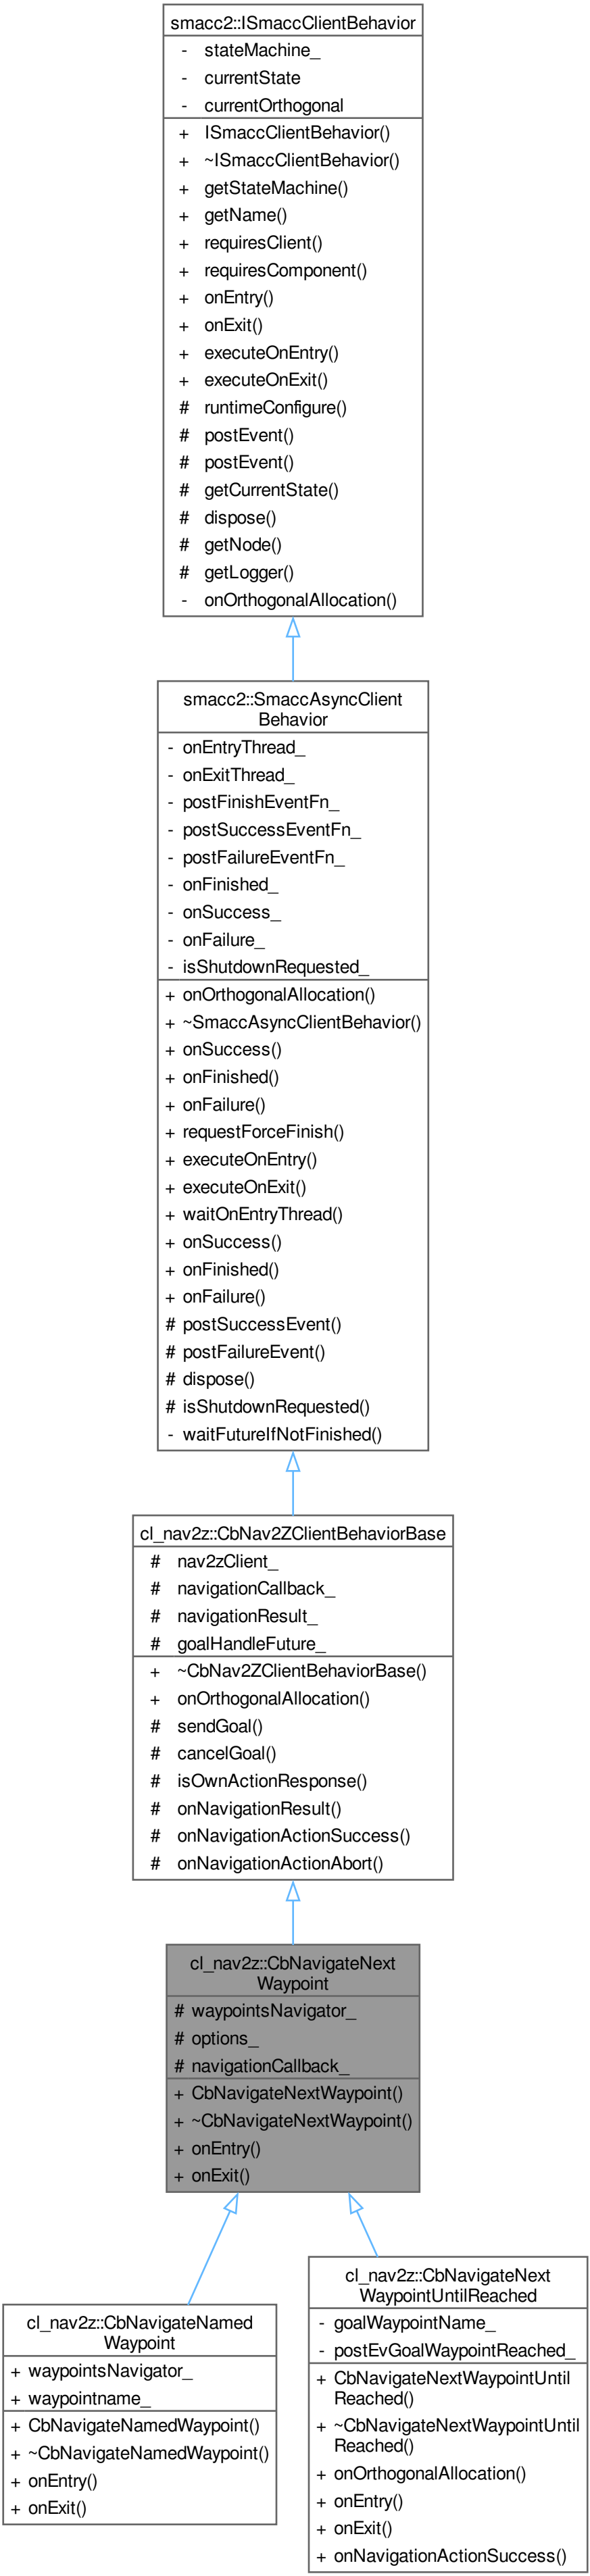 smacc2::ISmaccClientBehavior
- stateMachine_
- currentState
- currentOrthogonal
+ ISmaccClientBehavior()
+ ~ISmaccClientBehavior()
+ getStateMachine()
+ getName()
+ requiresClient()
+ requiresComponent()
+ onEntry()
+ onExit()
+ executeOnEntry()
+ executeOnExit()
# runtimeConfigure()
# postEvent()
# postEvent()
# getCurrentState()
# dispose()
# getNode()
# getLogger()
- onOrthogonalAllocation()
smacc2::SmaccAsyncClient
Behavior
- onEntryThread_
- onExitThread_
- postFinishEventFn_
- postSuccessEventFn_
- postFailureEventFn_
- onFinished_
- onSuccess_
- onFailure_
- isShutdownRequested_
+ onOrthogonalAllocation()
+ ~SmaccAsyncClientBehavior()
+ onSuccess()
+ onFinished()
+ onFailure()
+ requestForceFinish()
+ executeOnEntry()
+ executeOnExit()
+ waitOnEntryThread()
+ onSuccess()
+ onFinished()
+ onFailure()
# postSuccessEvent()
# postFailureEvent()
# dispose()
# isShutdownRequested()
- waitFutureIfNotFinished()
cl_nav2z::CbNav2ZClientBehaviorBase
# nav2zClient_
# navigationCallback_
# navigationResult_
# goalHandleFuture_
+ ~CbNav2ZClientBehaviorBase()
+ onOrthogonalAllocation()
# sendGoal()
# cancelGoal()
# isOwnActionResponse()
# onNavigationResult()
# onNavigationActionSuccess()
# onNavigationActionAbort()
cl_nav2z::CbNavigateNext
Waypoint
# waypointsNavigator_
# options_
# navigationCallback_
+ CbNavigateNextWaypoint()
+ ~CbNavigateNextWaypoint()
+ onEntry()
+ onExit()
cl_nav2z::CbNavigateNamed
Waypoint
+ waypointsNavigator_
+ waypointname_
+ CbNavigateNamedWaypoint()
+ ~CbNavigateNamedWaypoint()
+ onEntry()
+ onExit()
cl_nav2z::CbNavigateNext
WaypointUntilReached
- goalWaypointName_
- postEvGoalWaypointReached_
+ CbNavigateNextWaypointUntil
Reached()
+ ~CbNavigateNextWaypointUntil
Reached()
+ onOrthogonalAllocation()
+ onEntry()
+ onExit()
+ onNavigationActionSuccess()